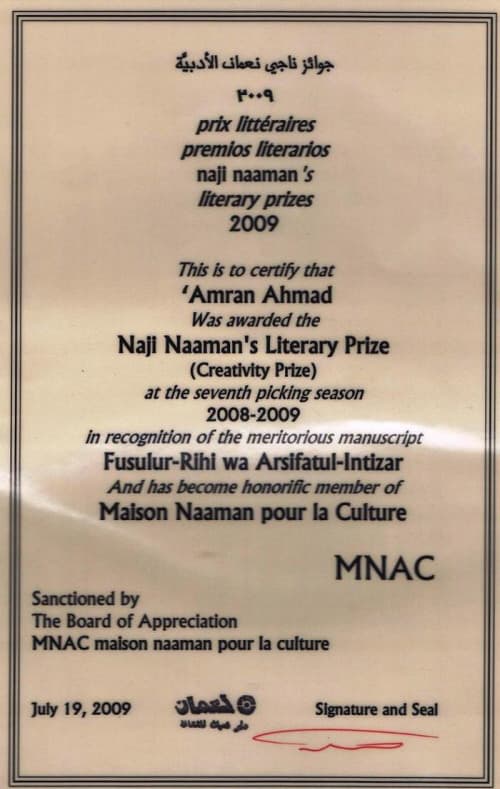 جوائز ناجي نعمان الأدبيّة
٢٠٠٩
prix littéraires
premios literarios
naji naaman's
literary prizes
2009
This is to certify that
‘Amran Ahmad
Was awarded the
Naji Naaman's Literary Prize
(Creativity Prize)
at the seventh picking season
2008-2009
in recognition of the meritorious manuscript
Fusulur-Rihi wa Arsifatul-Intizar
And has become honorific member of
Maison Naaman pour la Culture
MNAC
Sanctioned by
The Board of Appreciation
MNAC maison naaman pour la culture
July 19, 2009
نعمان
دار نعمان للثقافة
Signature and Seal